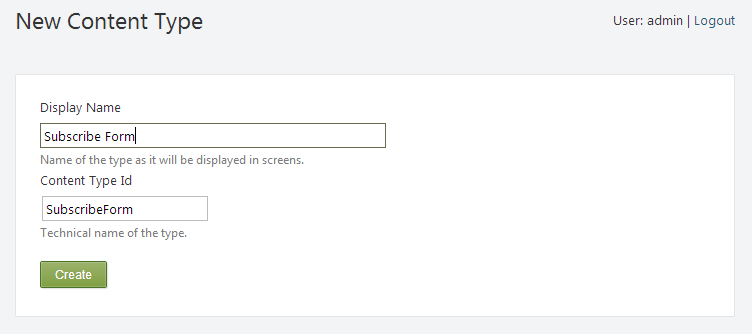 New Content Type
User: admin | Logout
Display Name
Subscribe Form
Name of the type as it will be displayed in screens.
Content Type Id
SubscribeForm
Technical name of the type.
Create